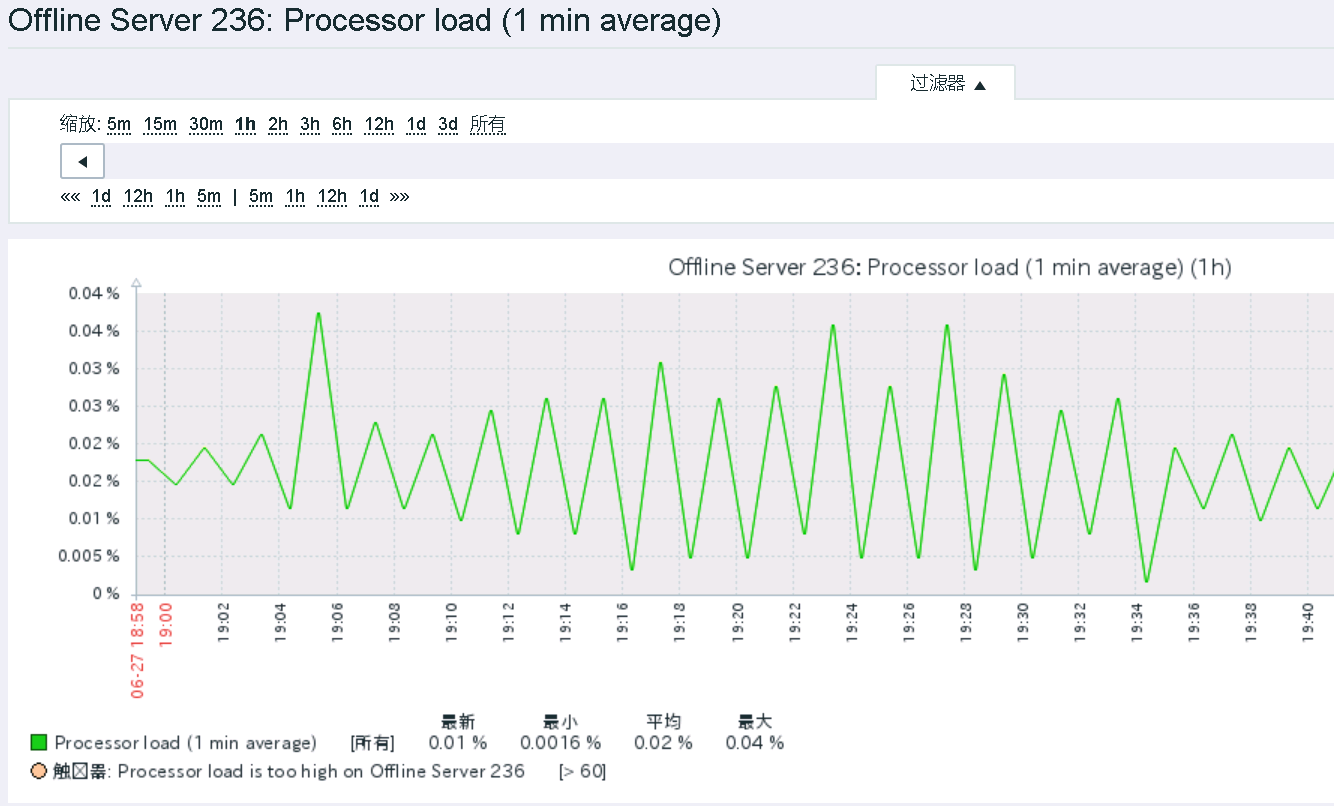 Offline Server 236: Processor load (1 min average)
过滤器 ▲
缩放: 5m 15m 30m 1h 2h 3h 6h 12h 1d 3d 所有
◄
«« 1d 12h 1h 5m | 5m 1h 12h 1d »»
Offline Server 236: Processor load (1 min average) (1h)
0.04 %
0.04 %
0.03 %
0.03 %
0.02 %
0.02 %
0.01 %
0.005 %
0 %
06-27 18:58 19:00 19:02 19:04 19:06 19:08 19:10 19:12 19:14 19:16 19:18 19:20 19:22 19:24 19:26 19:28 19:30 19:32 19:34 19:36 19:38 19:40
最新 最小 平均 最大
Processor load (1 min average) [所有] 0.01 % 0.0016 % 0.02 % 0.04 %
触☒器: Processor load is too high on Offline Server 236 [> 60]